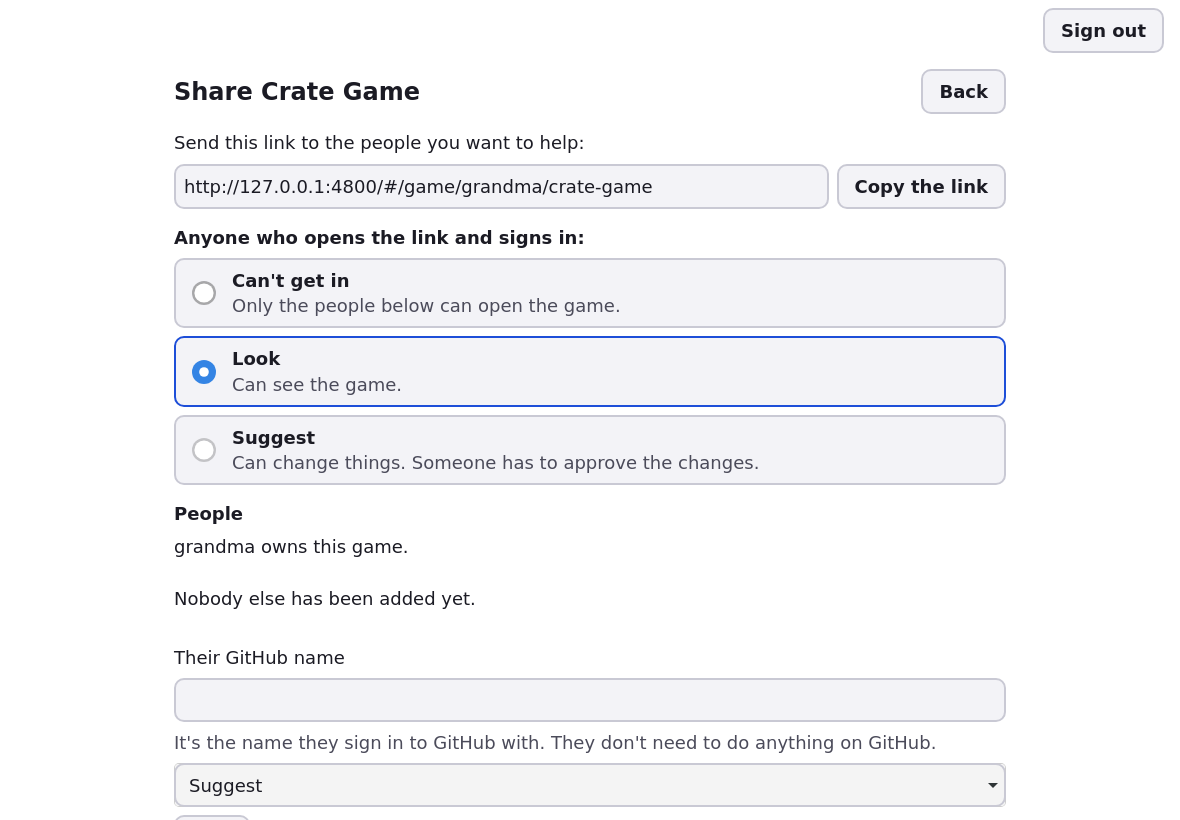 Sign out
Share Crate Game
Back
Send this link to the people you want to help:
http://127.0.0.1:4800/#/game/grandma/crate-game
Copy the link
Anyone who opens the link and signs in:
Can't get in
Only the people below can open the game.
Look
Can see the game.
Suggest
Can change things. Someone has to approve the changes.
People
grandma owns this game.
Nobody else has been added yet.
Their GitHub name
It's the name they sign in to GitHub with. They don't need to do anything on GitHub.
Suggest